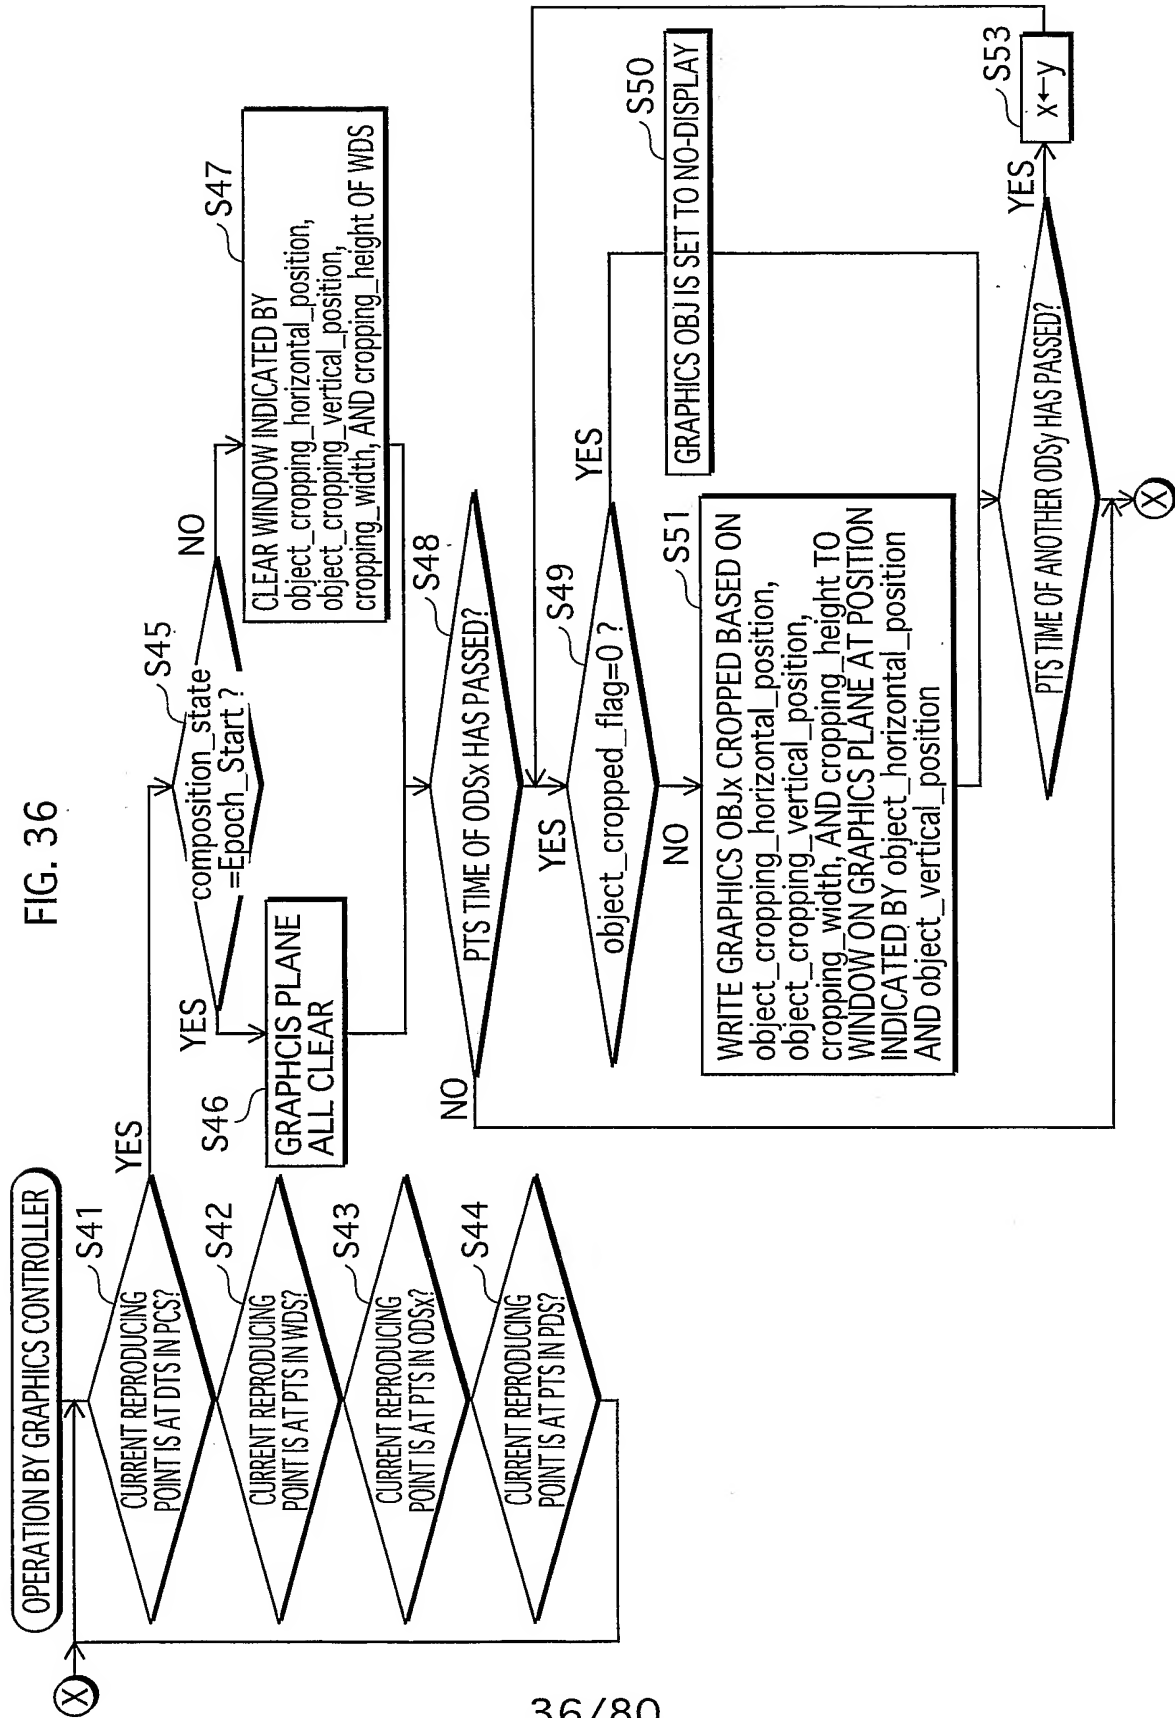 FIG. 36
OPERATION BY GRAPHICS CONTROLLER
X
S41
CURRENT REPRODUCING
POINT IS AT DTS IN PCS?
YES
S42
CURRENT REPRODUCING
POINT IS AT PTS IN WDS?
S43
CURRENT REPRODUCING
POINT IS AT PTS IN ODSx?
S44
CURRENT REPRODUCING
POINT IS AT PTS IN PDS?
S45
composition_state
=Epoch_Start ?
YES
NO
S46
GRAPHCIS PLANE
ALL CLEAR
S47
CLEAR WINDOW INDICATED BY
object_cropping_horizontal_position,
object_cropping_vertical_position,
cropping_width, AND cropping_height OF WDS
S48
PTS TIME OF ODSx HAS PASSED?
NO
YES
S49
object_cropped_flag=0 ?
YES
NO
S50
GRAPHICS OBJ IS SET TO NO-DISPLAY
S51
WRITE GRAPHICS OBJx CROPPED BASED ON
object_cropping_horizontal_position,
object_cropping_vertical_position,
cropping_width, AND cropping_height TO
WINDOW ON GRAPHICS PLANE AT POSITION
INDICATED BY object_horizontal_position
AND object_vertical_position
PTS TIME OF ANOTHER ODSy HAS PASSED?
YES
S53
x←y
X
36/80